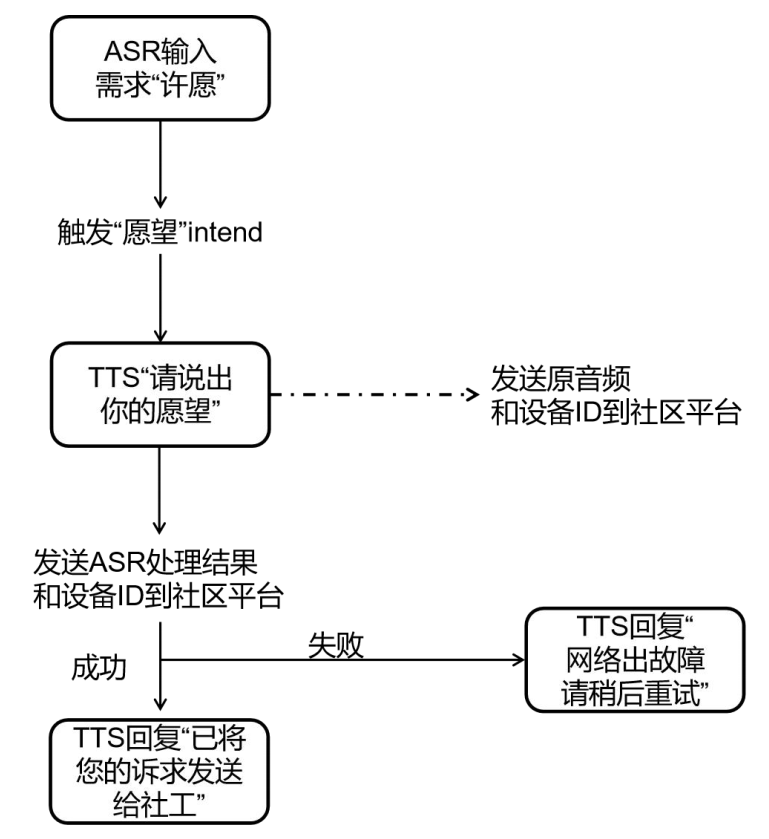 ASR输入
需求“许愿”
触发“愿望”intend
TTS“请说出
你的愿望”
发送原音频
和设备ID到社区平台
发送ASR处理结果
和设备ID到社区平台
成功
失败
TTS回复“
网络出故障
请稍后重试”
TTS回复“已将
您的诉求发送
给社工”